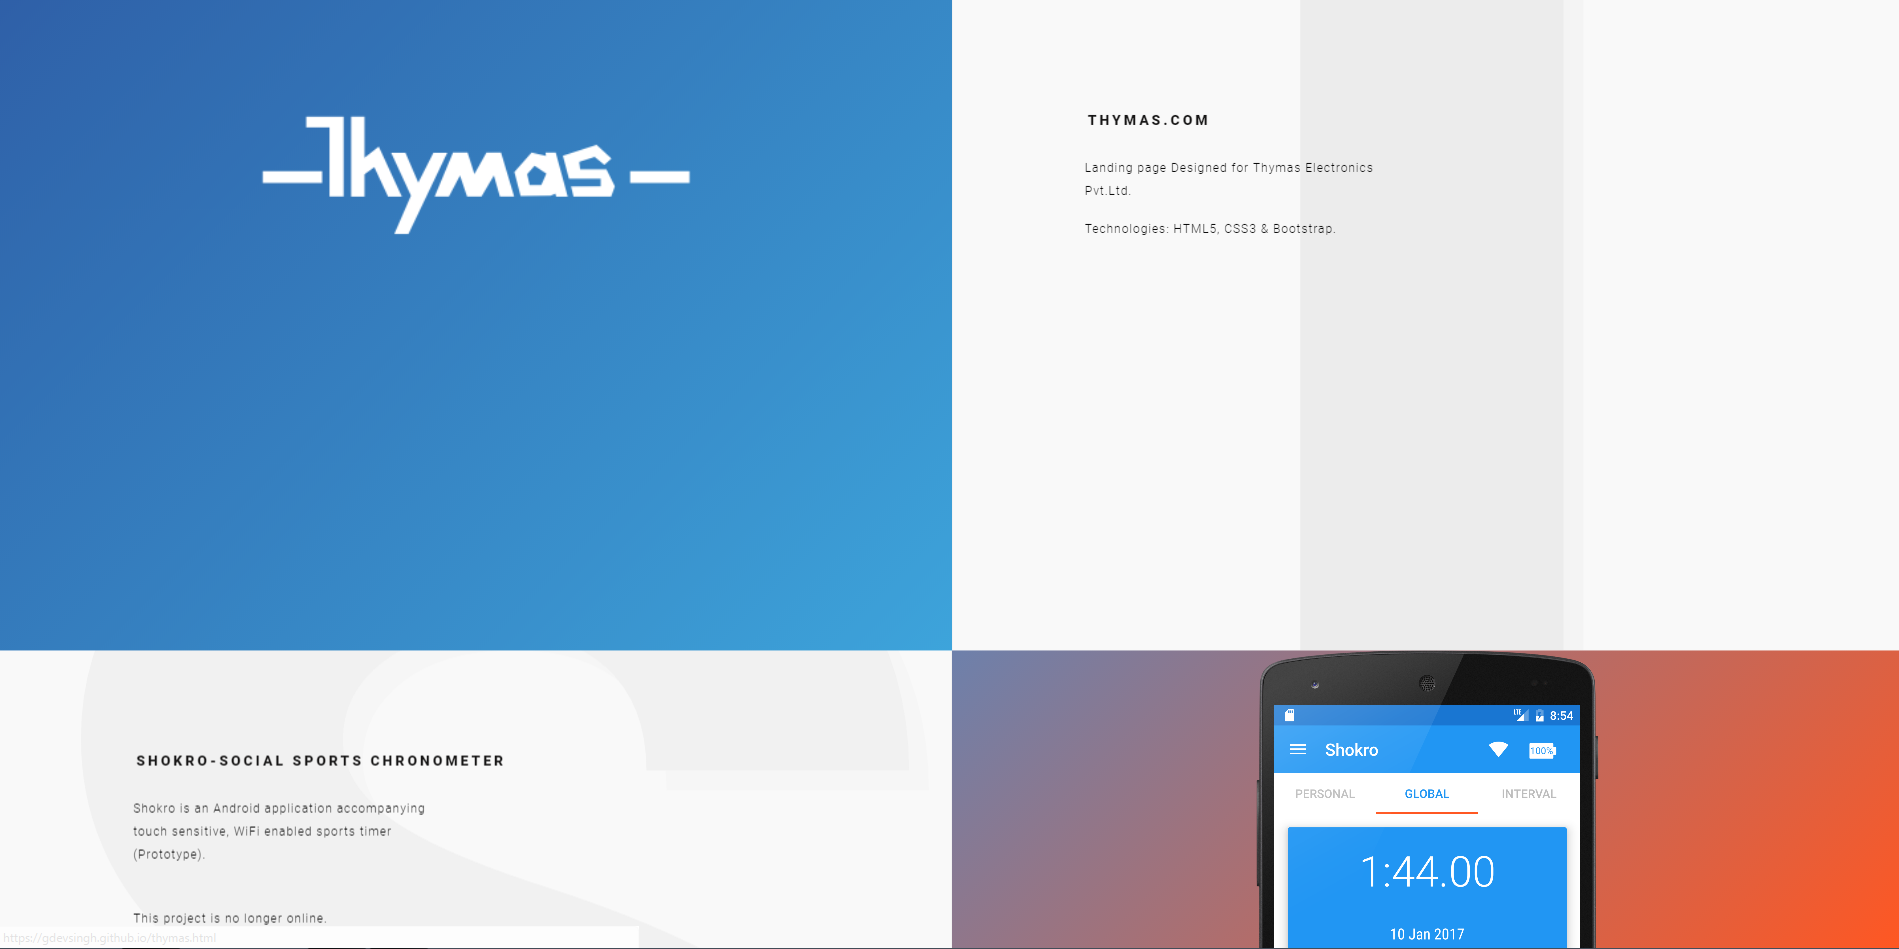 Thymas
THYMAS.COM
Landing page Designed for Thymas Electronics
Pvt.Ltd.
Technologies: HTML5, CSS3 & Bootstrap.
SHOKRO-SOCIAL SPORTS CHRONOMETER
Shokro is an Android application accompanying
touch sensitive, WiFi enabled sports timer
(Prototype).
This project is no longer online.
https://gdevsingh.github.io/thymas.html
LTE 8:54
Shokro 100%
PERSONAL GLOBAL INTERVAL
1:44.00
10 Jan 2017